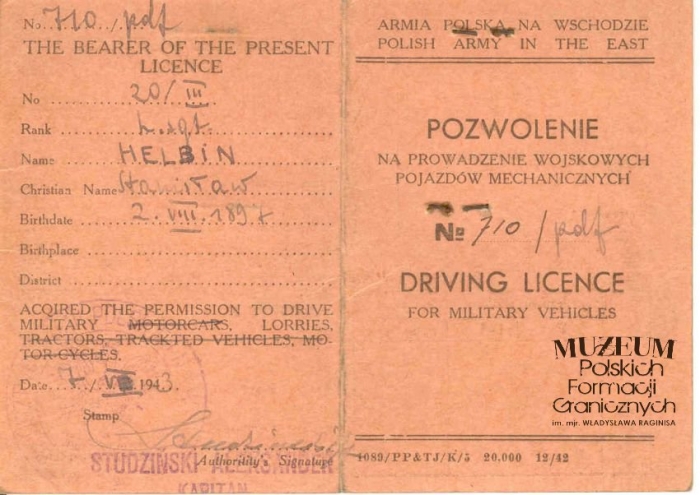 No. 710 / pdf
THE BEARER OF THE PRESENT
LICENCE
No 20/III
Rank L. sgt.
Name HELBIN
Christian Name Stanisław
Birthdate 2. VIII. 1897
Birthplace
District
ACQIRED THE PERMISSION TO DRIVE
MILITARY MOTORCARS, LORRIES,
TRACTORS, TRACKTED VEHICLES, MO-
TOR-CYCLES.
Date 7 / VII 1943
Stamp
Authoritity's Signature
STUDZINSKI ALEKSANDER
KAPITAN
ARMIA POLSKA NA WSCHODZIE
POLISH ARMY IN THE EAST
POZWOLENIE
NA PROWADZENIE WOJSKOWYCH
POJAZDÓW MECHANICZNYCH
No 710 / pdf
DRIVING LICENCE
FOR MILITARY VEHICLES
MUZEUM
Polskich
Formacji
Granicznych
im. mjr. WŁADYSŁAWA RAGINISA
1089/PP&TJ/K/5 20.000 12/42